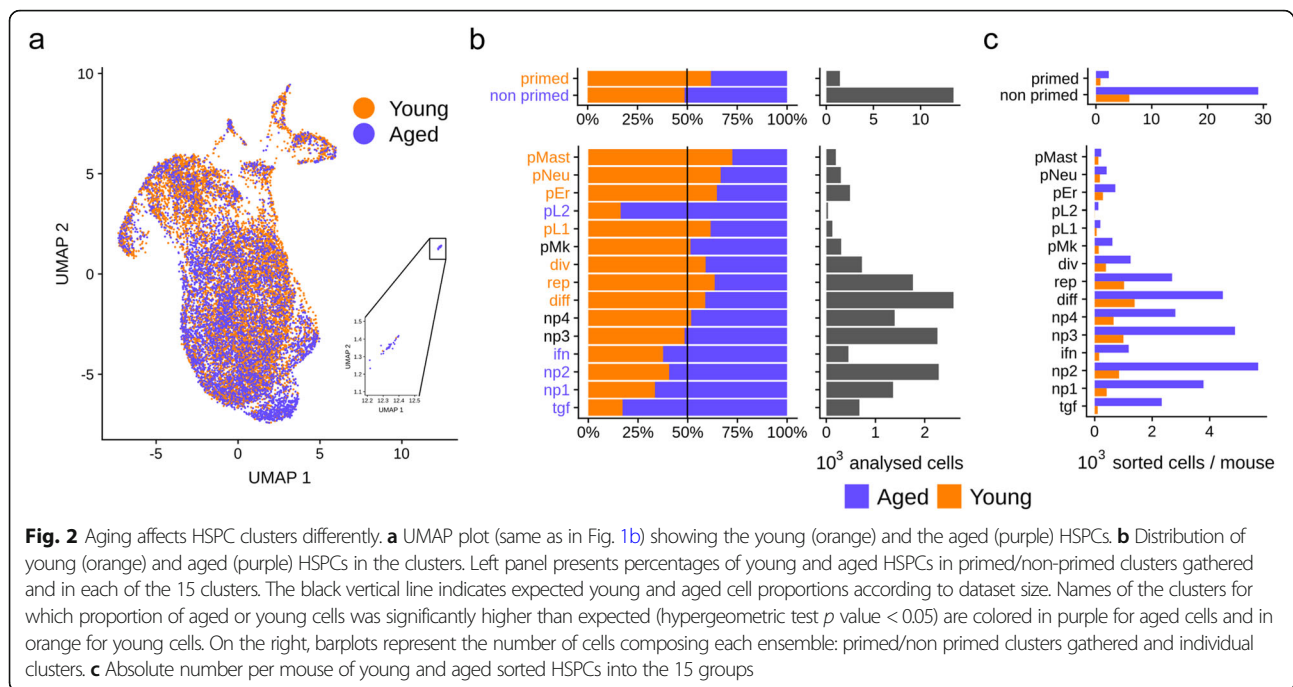 a
10
5
0
-5
UMAP 2
-5
0
5
10
UMAP 1
Young
Aged
1.5
1.4
1.3
1.2
1.1
UMAP 2
12.2
12.3
12.4
12.5
UMAP 1
b
primed
non primed
0%
25%
50%
75%
100%
0
5
10
pMast
pNeu
pEr
pL2
pL1
pMk
div
rep
diff
np4
np3
ifn
np2
np1
tgf
0%
25%
50%
75%
100%
0
1
2
10³ analysed cells
c
primed
non primed
0
10
20
30
pMast
pNeu
pEr
pL2
pL1
pMk
div
rep
diff
np4
np3
ifn
np2
np1
tgf
0
2
4
10³ sorted cells / mouse
Aged
Young
Fig. 2 Aging affects HSPC clusters differently. a UMAP plot (same as in Fig. 1b) showing the young (orange) and the aged (purple) HSPCs. b Distribution of
young (orange) and aged (purple) HSPCs in the clusters. Left panel presents percentages of young and aged HSPCs in primed/non-primed clusters gathered
and in each of the 15 clusters. The black vertical line indicates expected young and aged cell proportions according to dataset size. Names of the clusters for
which proportion of aged or young cells was significantly higher than expected (hypergeometric test p value < 0.05) are colored in purple for aged cells and in
orange for young cells. On the right, barplots represent the number of cells composing each ensemble: primed/non primed clusters gathered and individual
clusters. c Absolute number per mouse of young and aged sorted HSPCs into the 15 groups